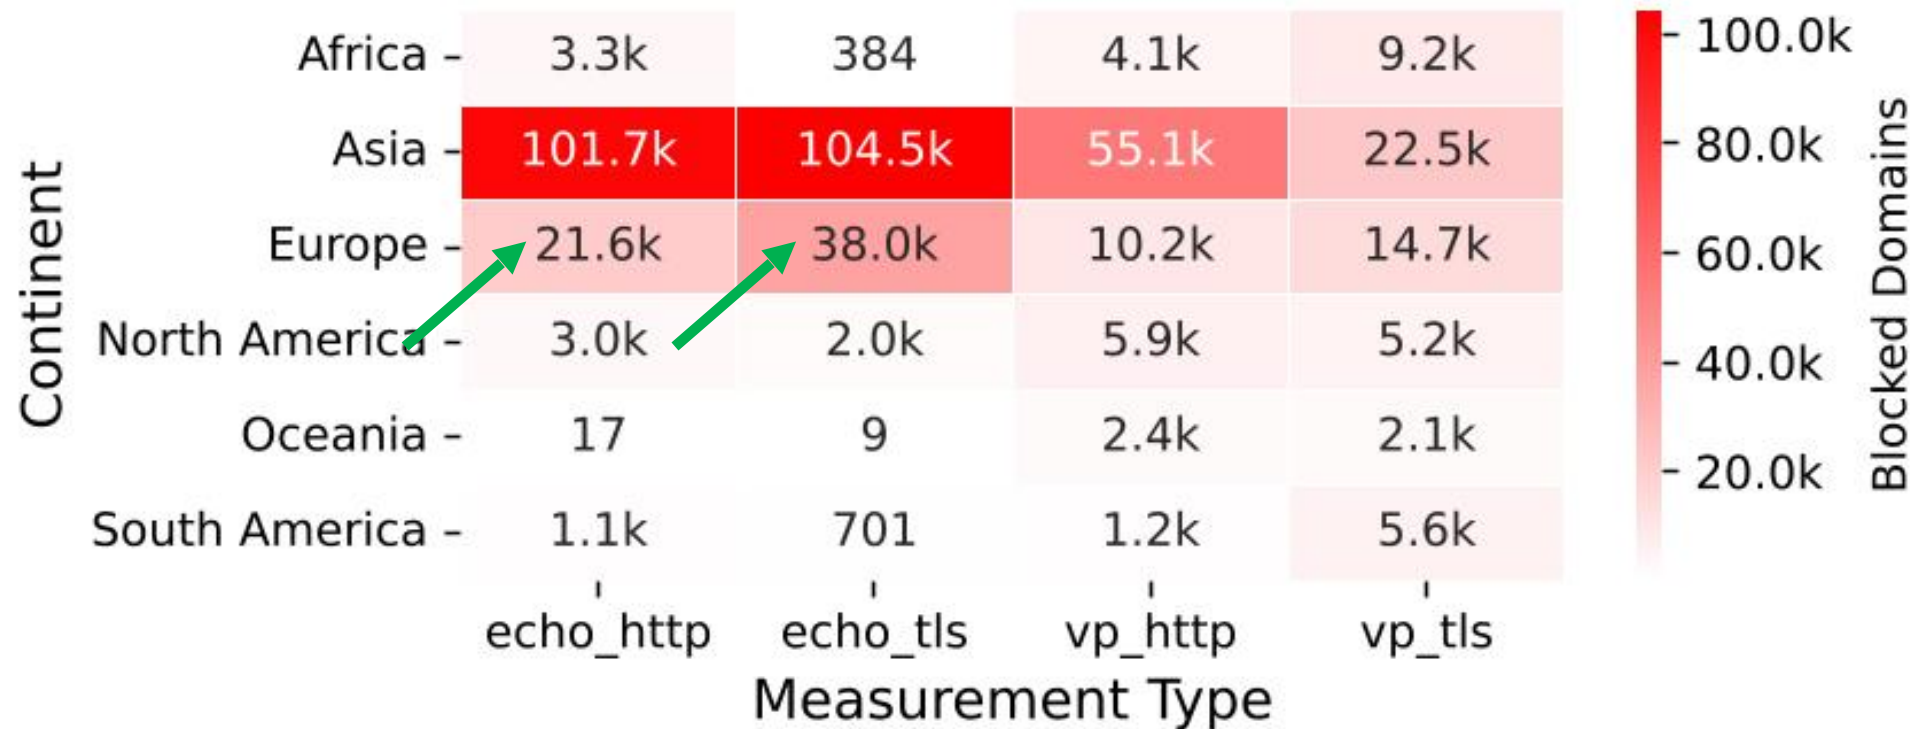 Continent
Africa 3.3k 384 4.1k 9.2k
Asia 101.7k 104.5k 55.1k 22.5k
Europe 21.6k 38.0k 10.2k 14.7k
North America 3.0k 2.0k 5.9k 5.2k
Oceania 17 9 2.4k 2.1k
South America 1.1k 701 1.2k 5.6k
echo_http echo_tls vp_http vp_tls
Measurement Type
100.0k
80.0k
60.0k
40.0k
20.0k
Blocked Domains